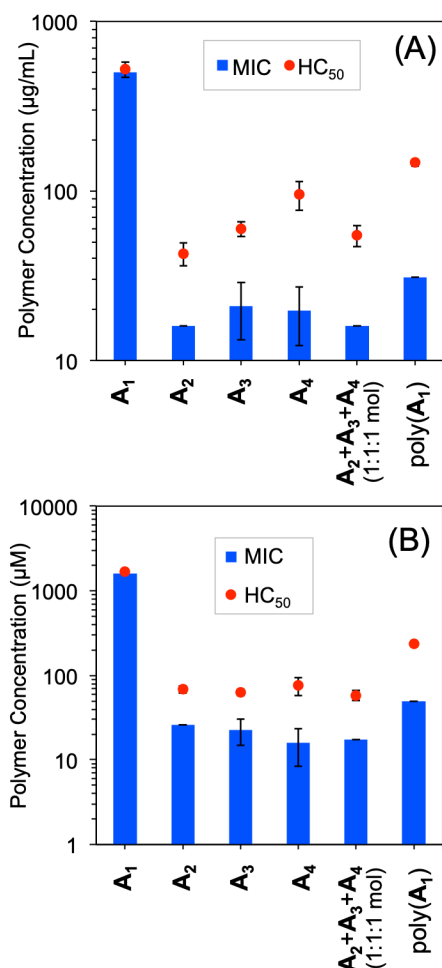 (A)
Polymer Concentration (µg/mL)
1000
100
10
MIC
HC50
A1
A2
A3
A4
A2+A3+A4
(1:1:1 mol)
poly(A1)
(B)
Polymer Concentration (µM)
10000
1000
100
10
1
MIC
HC50
A1
A2
A3
A4
A2+A3+A4
(1:1:1 mol)
poly(A1)